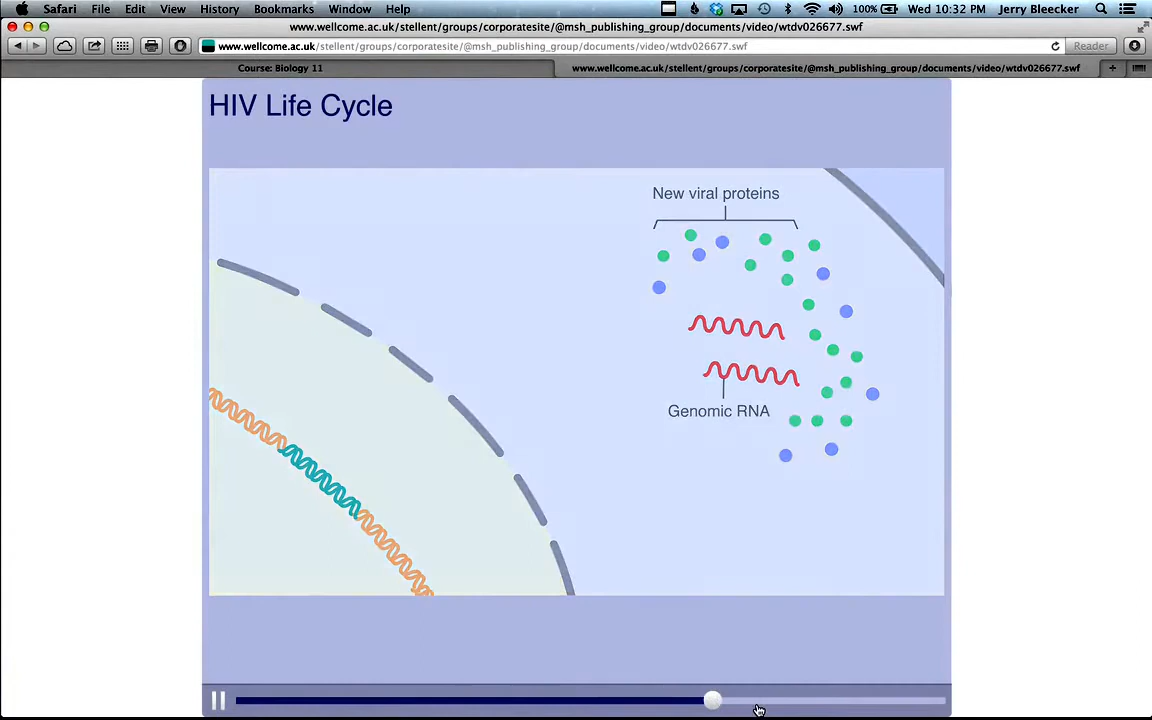 Safari File Edit View History Bookmarks Window Help 100% Wed 10:32 PM Jerry Bleecker
www.wellcome.ac.uk/stellent/groups/corporatesite/@msh_publishing_group/documents/video/wtdv026677.swf
www.wellcome.ac.uk/stellent/groups/corporatesite/@msh_publishing_group/documents/video/wtdv026677.swf Reader
Course: Biology 11 www.wellcome.ac.uk/stellent/groups/corporatesite/@msh_publishing_group/documents/video/wtdv026677.swf
HIV Life Cycle
New viral proteins
Genomic RNA